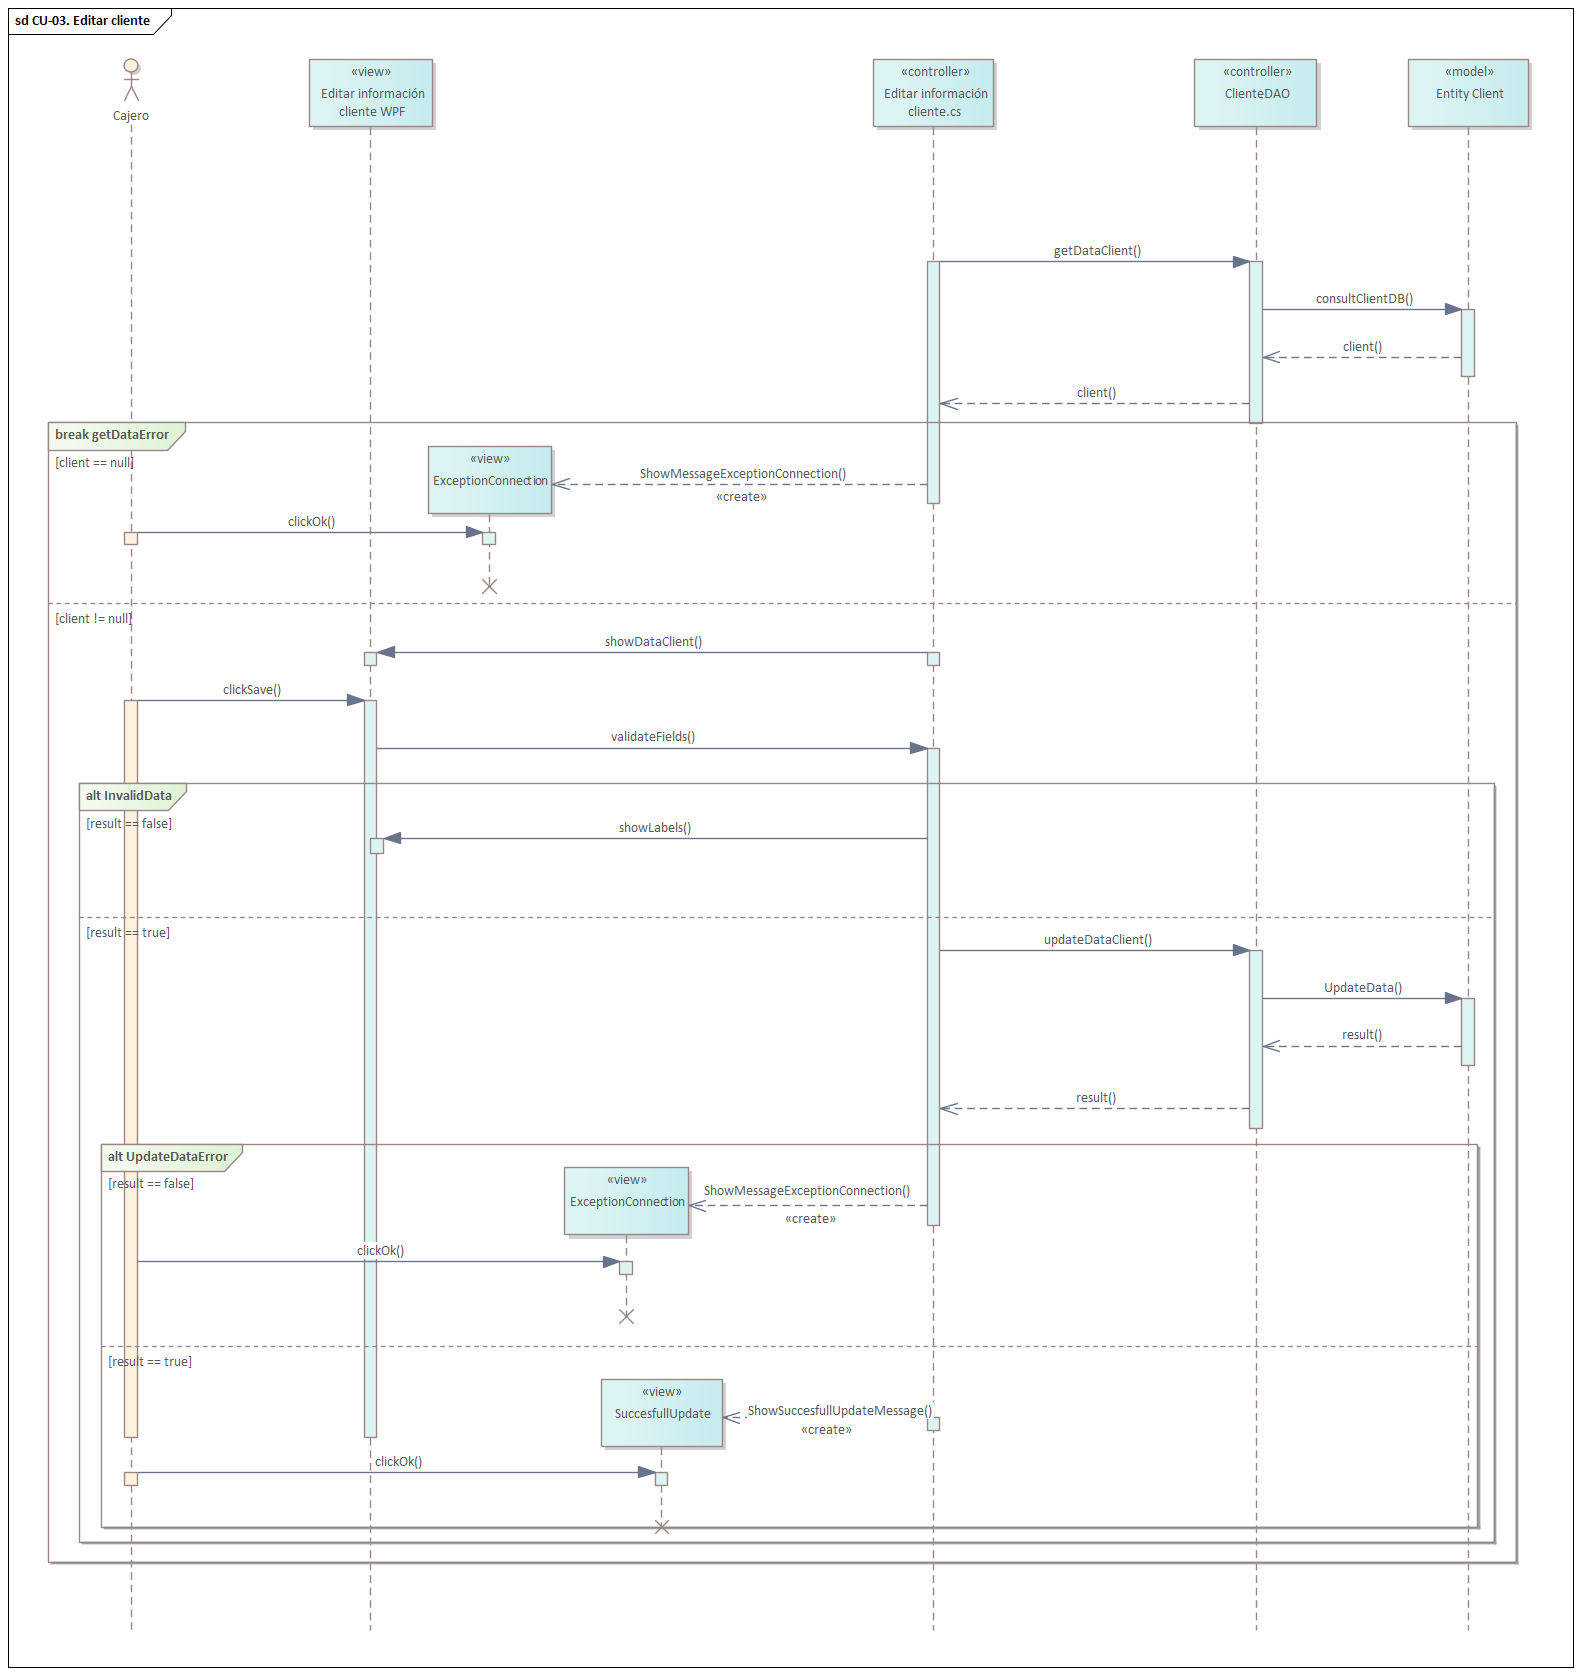 sd CU-03. Editar cliente
Cajero
«view»
Editar información
cliente WPF
«controller»
Editar información
cliente.cs
«controller»
ClienteDAO
«model»
Entity Client
getDataClient()
consultClientDB()
client()
client()
break getDataError
[client == null]
«view»
ExceptionConnection
ShowMessageExceptionConnection()
«create»
clickOk()
[client != null]
showDataClient()
clickSave()
validateFields()
alt InvalidData
[result == false]
showLabels()
[result == true]
updateDataClient()
UpdateData()
result()
result()
alt UpdateDataError
[result == false]
«view»
ExceptionConnection
ShowMessageExceptionConnection()
«create»
clickOk()
[result == true]
«view»
SuccesfullUpdate
ShowSuccesfullUpdateMessage()
«create»
clickOk()